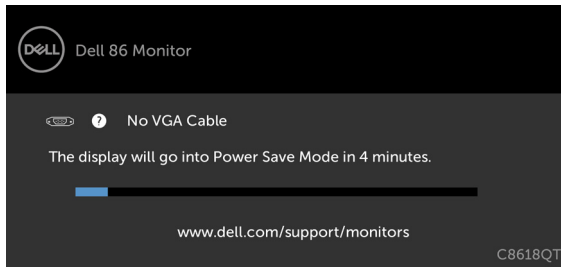 DELL
Dell 86 Monitor
? No VGA Cable
The display will go into Power Save Mode in 4 minutes.
www.dell.com/support/monitors
C8618QT